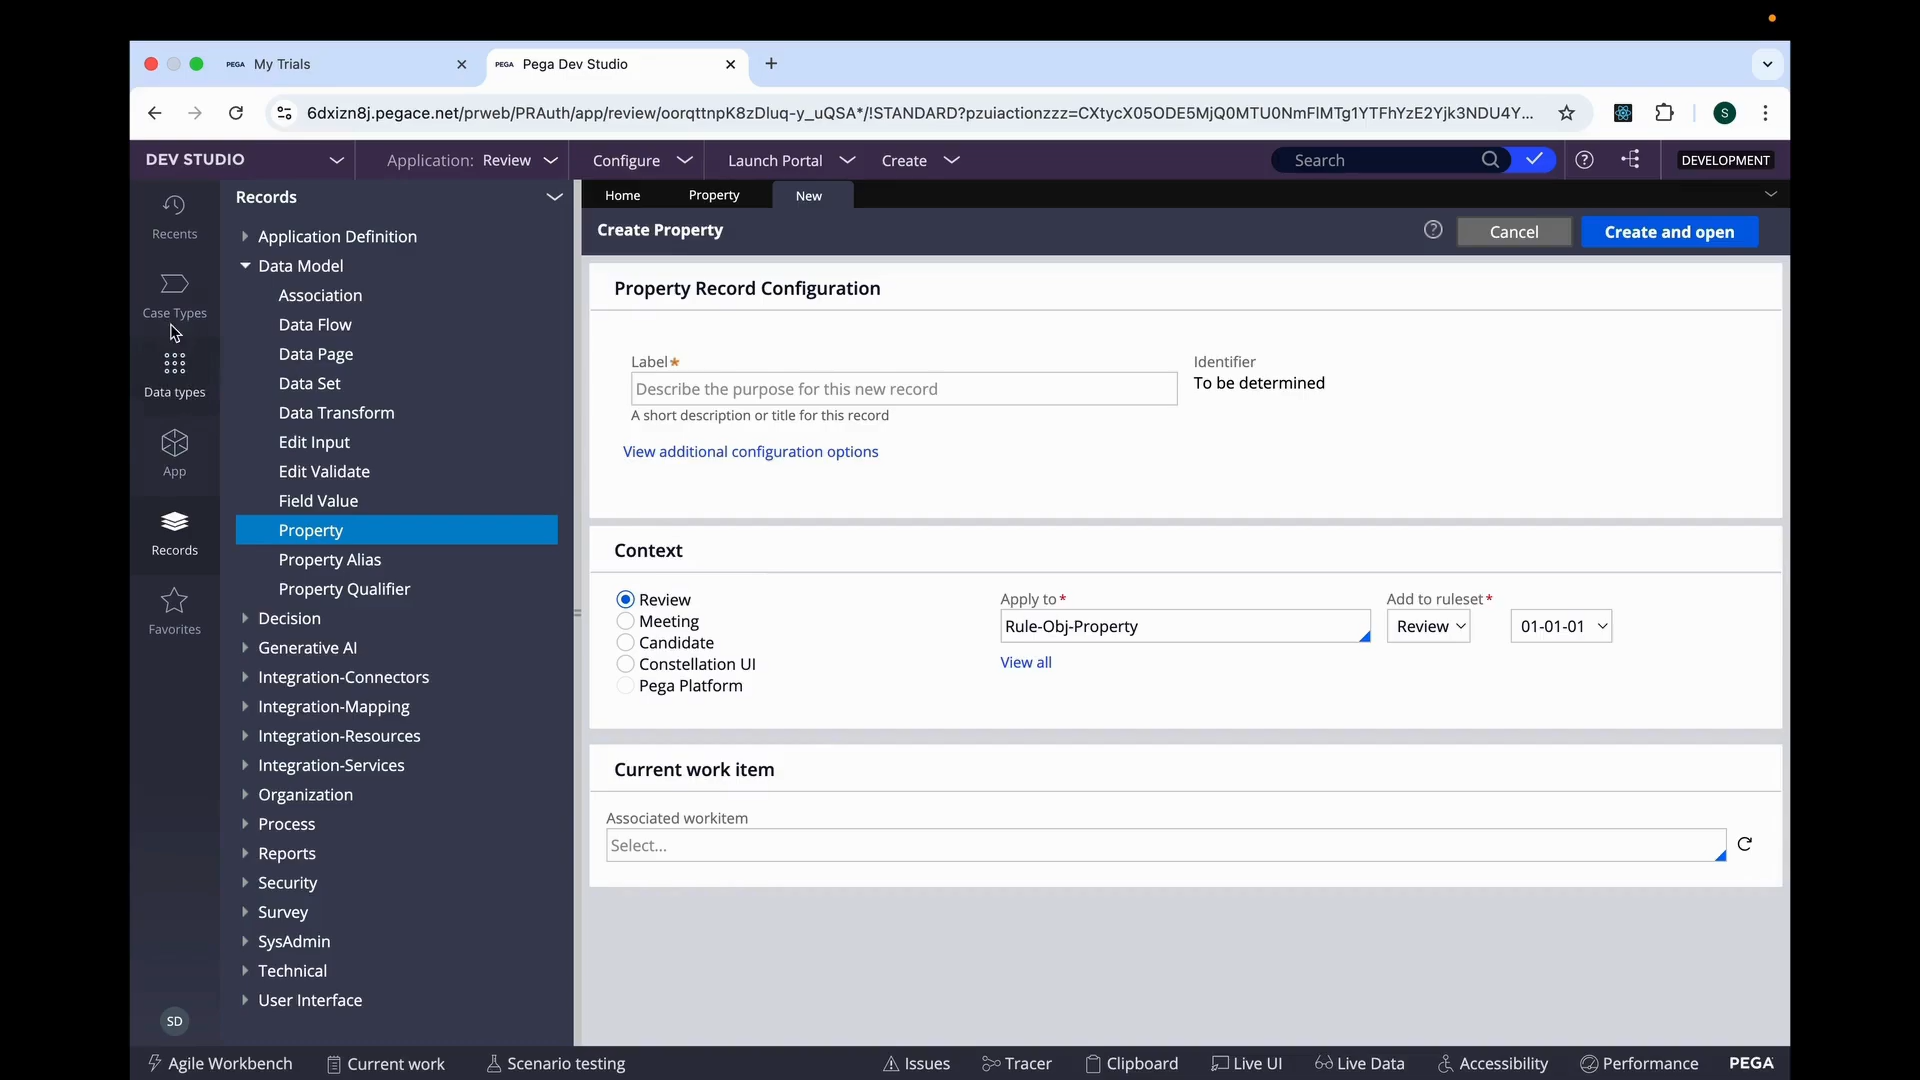 PEGA My Trials
PEGA Pega Dev Studio
6dxizn8j.pegace.net/prweb/PRAuth/app/review/oorqttnpK8zDluq-y_uQSA*/!STANDARD?pzuiactionzzz=CXtycX05ODE5MjQ0MTU0NmFlMTg1YTFhYzE2Yjk3NDU4Y...
S
DEV STUDIO
Application: Review
Configure
Launch Portal
Create
Search
DEVELOPMENT
Recents
Case Types
Data types
App
Records
Favorites
SD
Records
Application Definition
Data Model
Association
Data Flow
Data Page
Data Set
Data Transform
Edit Input
Edit Validate
Field Value
Property
Property Alias
Property Qualifier
Decision
Generative AI
Integration-Connectors
Integration-Mapping
Integration-Resources
Integration-Services
Organization
Process
Reports
Security
Survey
SysAdmin
Technical
User Interface
Home Property New
Create Property
Cancel
Create and open
Property Record Configuration
Label*
Describe the purpose for this new record
A short description or title for this record
Identifier
To be determined
View additional configuration options
Context
Review
Meeting
Candidate
Constellation UI
Pega Platform
Apply to*
Rule-Obj-Property
View all
Add to ruleset*
Review
01-01-01
Current work item
Associated workitem
Select...
Agile Workbench Current work Scenario testing Issues Tracer Clipboard Live UI Live Data Accessibility Performance PEGA